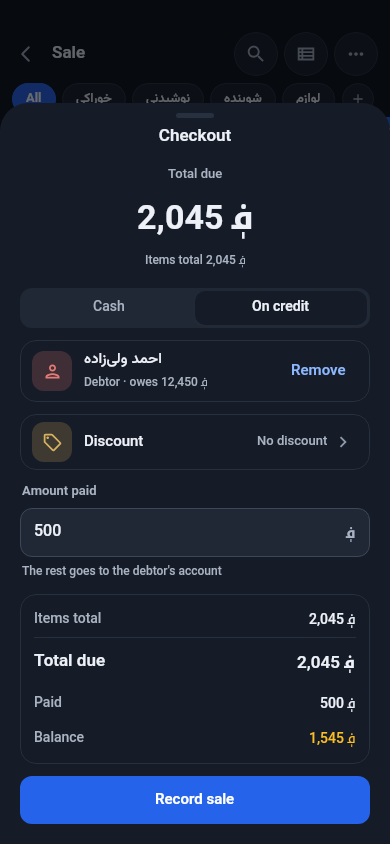 Sale
All
خوراکی
نوشیدنی
شوینده
لوازم
Checkout
Total due
2,045 ؋
Items total 2,045 ؋
Cash
On credit
احمد ولی‌زاده
Debtor · owes 12,450 ؋
Remove
Discount
No discount
Amount paid
500 ؋
The rest goes to the debtor's account
Items total 2,045 ؋
Total due 2,045 ؋
Paid 500 ؋
Balance 1,545 ؋
Record sale